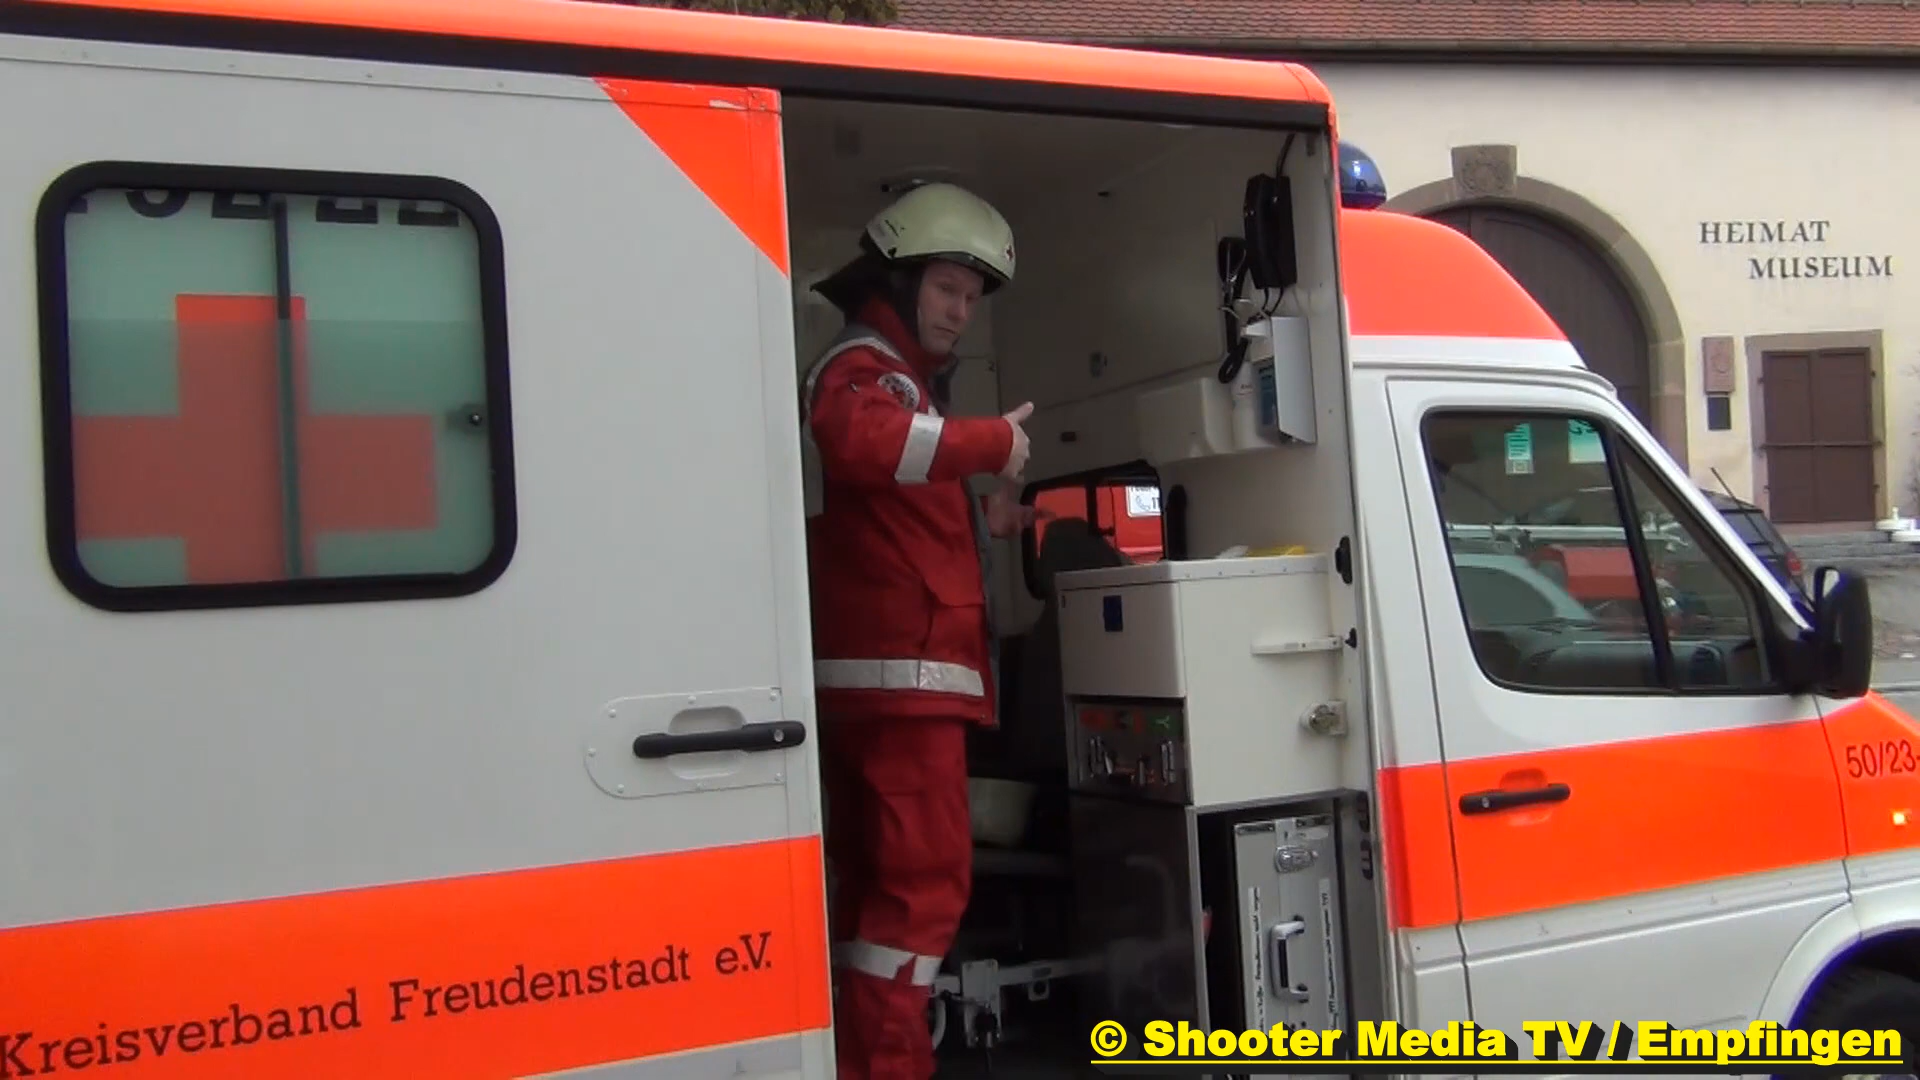 HEIMAT
MUSEUM
50/23-
Kreisverband Freudenstadt e.V.
© Shooter Media TV / Empfingen